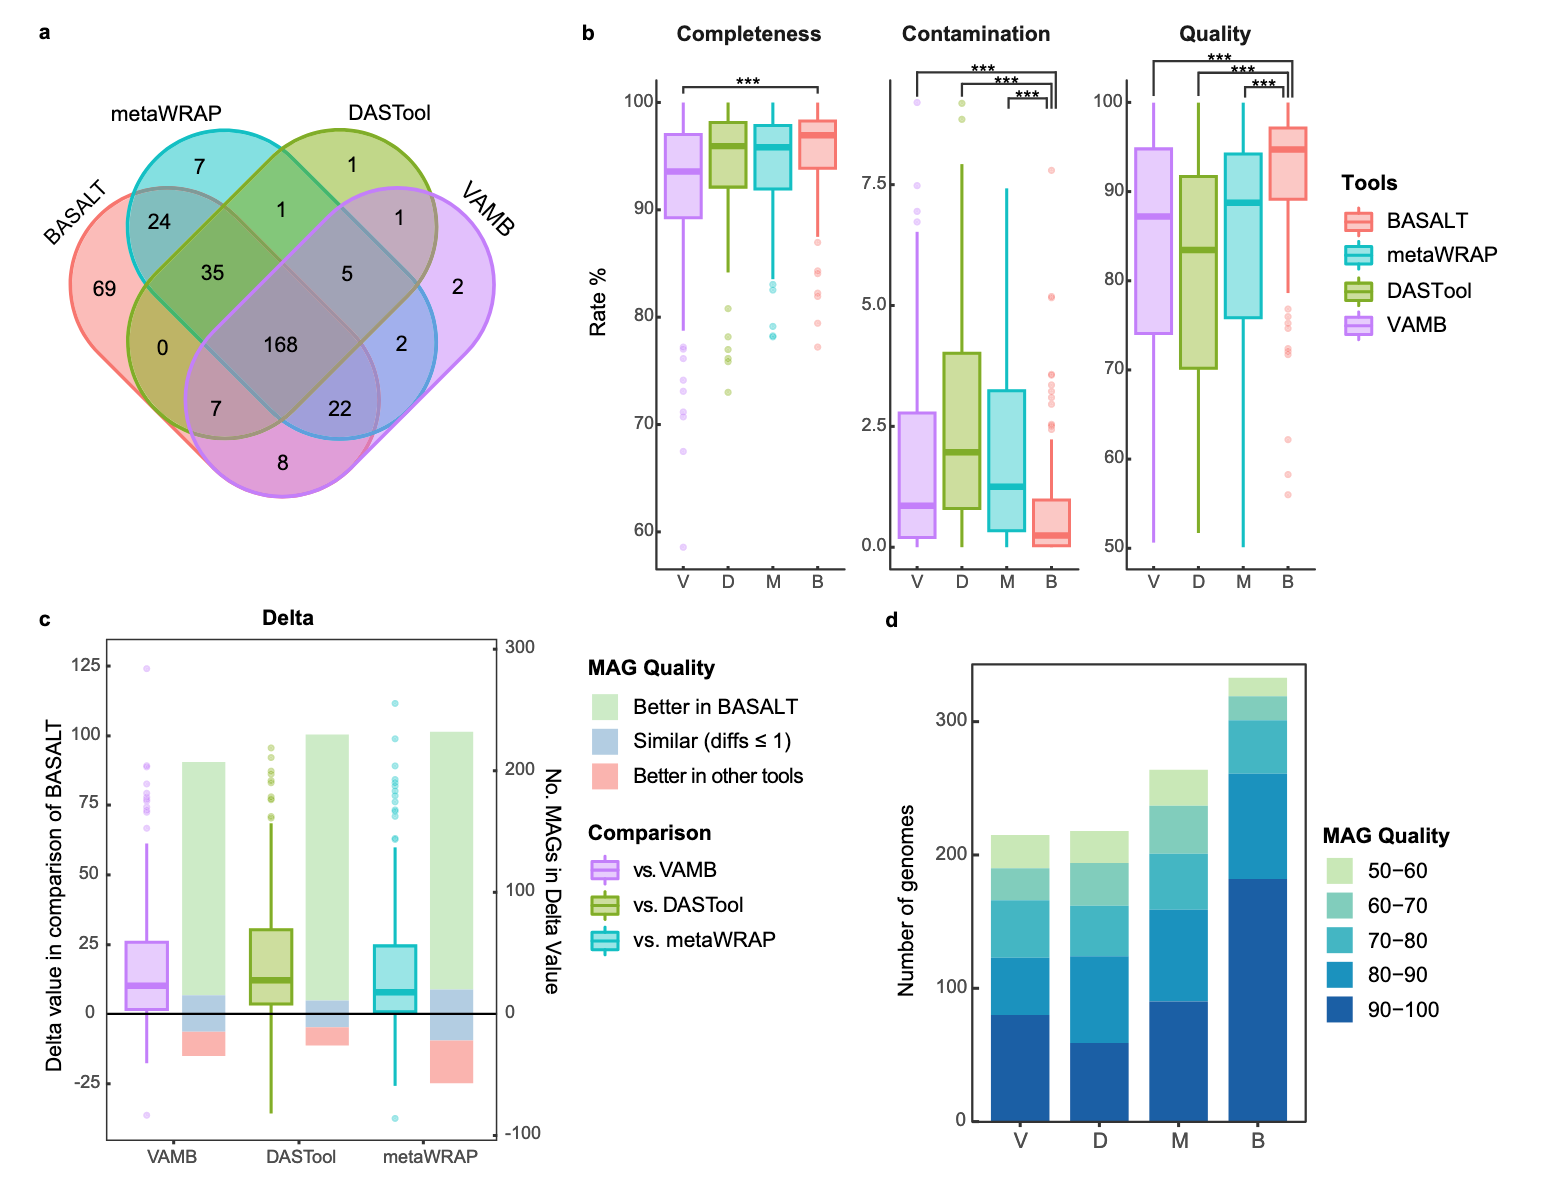 a
metaWRAP
DASTool
BASALT
VAMB
7
1
24
1
1
69
35
5
2
0
168
2
7
22
8
b
Completeness
Contamination
Quality
***
***
***
***
***
***
***
Rate %
100
90
80
70
60
V D M B
7.5
5.0
2.5
0.0
V D M B
100
90
80
70
60
50
V D M B
Tools
BASALT
metaWRAP
DASTool
VAMB
c
Delta
Delta value in comparison of BASALT
125
100
75
50
25
0
-25
300
200
100
0
-100
No. MAGs in Delta Value
VAMB DASTool metaWRAP
MAG Quality
Better in BASALT
Similar (diffs ≤ 1)
Better in other tools
Comparison
vs. VAMB
vs. DASTool
vs. metaWRAP
d
Number of genomes
300
200
100
0
V D M B
MAG Quality
50−60
60−70
70−80
80−90
90−100